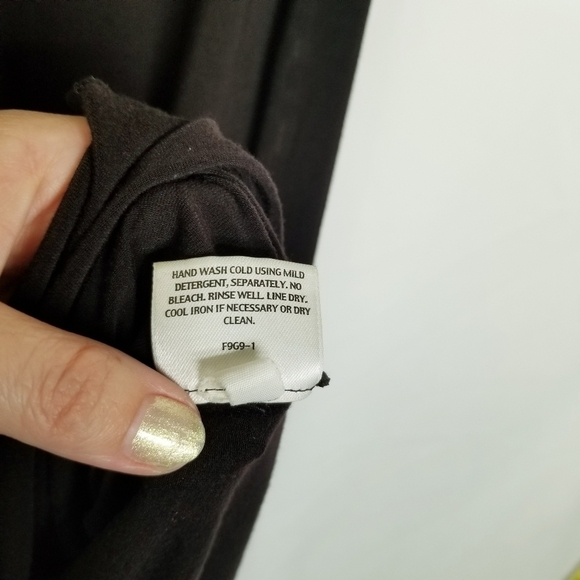 HAND WASH COLD USING MILD
DETERGENT, SEPARATELY. NO
BLEACH. RINSE WELL. LINE DRY.
COOL IRON IF NECESSARY OR DRY
CLEAN.
F9G9-1